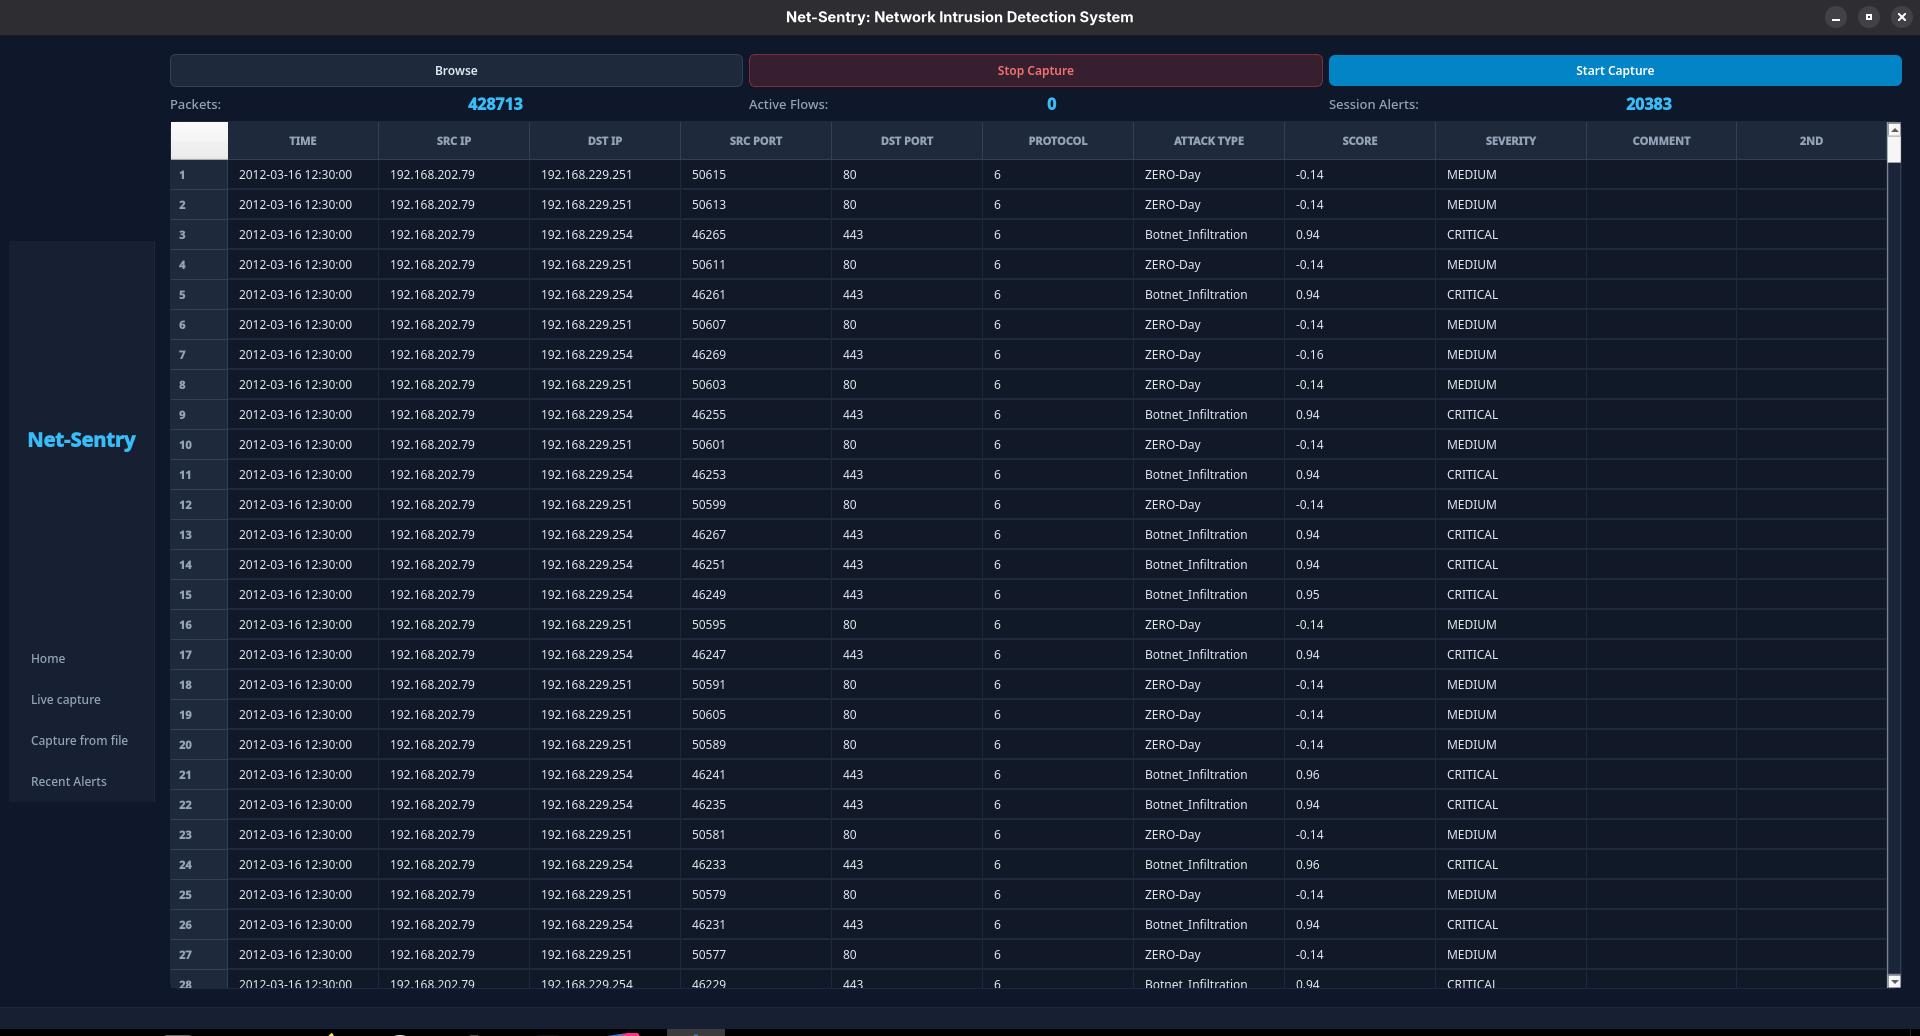 Net-Sentry: Network Intrusion Detection System
Browse Stop Capture Start Capture
Packets: 428713 Active Flows: 0 Session Alerts: 20383
TIME SRC IP DST IP SRC PORT DST PORT PROTOCOL ATTACK TYPE SCORE SEVERITY COMMENT 2ND
1 2012-03-16 12:30:00 192.168.202.79 192.168.229.251 50615 80 6 ZERO-Day -0.14 MEDIUM
2 2012-03-16 12:30:00 192.168.202.79 192.168.229.251 50613 80 6 ZERO-Day -0.14 MEDIUM
3 2012-03-16 12:30:00 192.168.202.79 192.168.229.254 46265 443 6 Botnet_Infiltration 0.94 CRITICAL
4 2012-03-16 12:30:00 192.168.202.79 192.168.229.251 50611 80 6 ZERO-Day -0.14 MEDIUM
5 2012-03-16 12:30:00 192.168.202.79 192.168.229.254 46261 443 6 Botnet_Infiltration 0.94 CRITICAL
6 2012-03-16 12:30:00 192.168.202.79 192.168.229.251 50607 80 6 ZERO-Day -0.14 MEDIUM
7 2012-03-16 12:30:00 192.168.202.79 192.168.229.254 46269 443 6 ZERO-Day -0.16 MEDIUM
8 2012-03-16 12:30:00 192.168.202.79 192.168.229.251 50603 80 6 ZERO-Day -0.14 MEDIUM
9 2012-03-16 12:30:00 192.168.202.79 192.168.229.254 46255 443 6 Botnet_Infiltration 0.94 CRITICAL
10 2012-03-16 12:30:00 192.168.202.79 192.168.229.251 50601 80 6 ZERO-Day -0.14 MEDIUM
11 2012-03-16 12:30:00 192.168.202.79 192.168.229.254 46253 443 6 Botnet_Infiltration 0.94 CRITICAL
12 2012-03-16 12:30:00 192.168.202.79 192.168.229.251 50599 80 6 ZERO-Day -0.14 MEDIUM
13 2012-03-16 12:30:00 192.168.202.79 192.168.229.254 46267 443 6 Botnet_Infiltration 0.94 CRITICAL
14 2012-03-16 12:30:00 192.168.202.79 192.168.229.254 46251 443 6 Botnet_Infiltration 0.94 CRITICAL
15 2012-03-16 12:30:00 192.168.202.79 192.168.229.254 46249 443 6 Botnet_Infiltration 0.95 CRITICAL
16 2012-03-16 12:30:00 192.168.202.79 192.168.229.251 50595 80 6 ZERO-Day -0.14 MEDIUM
17 2012-03-16 12:30:00 192.168.202.79 192.168.229.254 46247 443 6 Botnet_Infiltration 0.94 CRITICAL
18 2012-03-16 12:30:00 192.168.202.79 192.168.229.251 50591 80 6 ZERO-Day -0.14 MEDIUM
19 2012-03-16 12:30:00 192.168.202.79 192.168.229.251 50605 80 6 ZERO-Day -0.14 MEDIUM
20 2012-03-16 12:30:00 192.168.202.79 192.168.229.251 50589 80 6 ZERO-Day -0.14 MEDIUM
21 2012-03-16 12:30:00 192.168.202.79 192.168.229.254 46241 443 6 Botnet_Infiltration 0.96 CRITICAL
22 2012-03-16 12:30:00 192.168.202.79 192.168.229.254 46235 443 6 Botnet_Infiltration 0.94 CRITICAL
23 2012-03-16 12:30:00 192.168.202.79 192.168.229.251 50581 80 6 ZERO-Day -0.14 MEDIUM
24 2012-03-16 12:30:00 192.168.202.79 192.168.229.254 46233 443 6 Botnet_Infiltration 0.96 CRITICAL
25 2012-03-16 12:30:00 192.168.202.79 192.168.229.251 50579 80 6 ZERO-Day -0.14 MEDIUM
26 2012-03-16 12:30:00 192.168.202.79 192.168.229.254 46231 443 6 Botnet_Infiltration 0.94 CRITICAL
27 2012-03-16 12:30:00 192.168.202.79 192.168.229.251 50577 80 6 ZERO-Day -0.14 MEDIUM
28 2012-03-16 12:30:00 192.168.202.79 192.168.229.254 46229 443 6 Botnet_Infiltration 0.94 CRITICAL
Net-Sentry
Home
Live capture
Capture from file
Recent Alerts